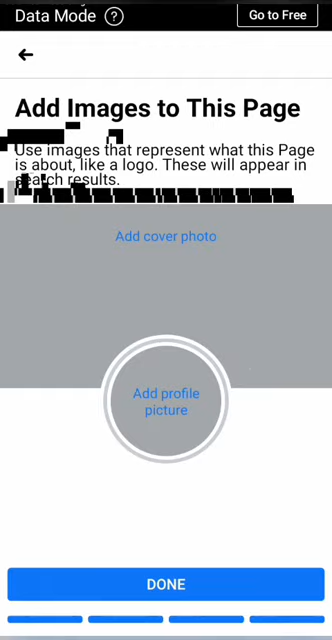 Data Mode ? Go to Free
Add Images to This Page
Use images that represent what this Page
is about, like a logo. These will appear in
search results.
Add cover photo
Add profile
picture
DONE